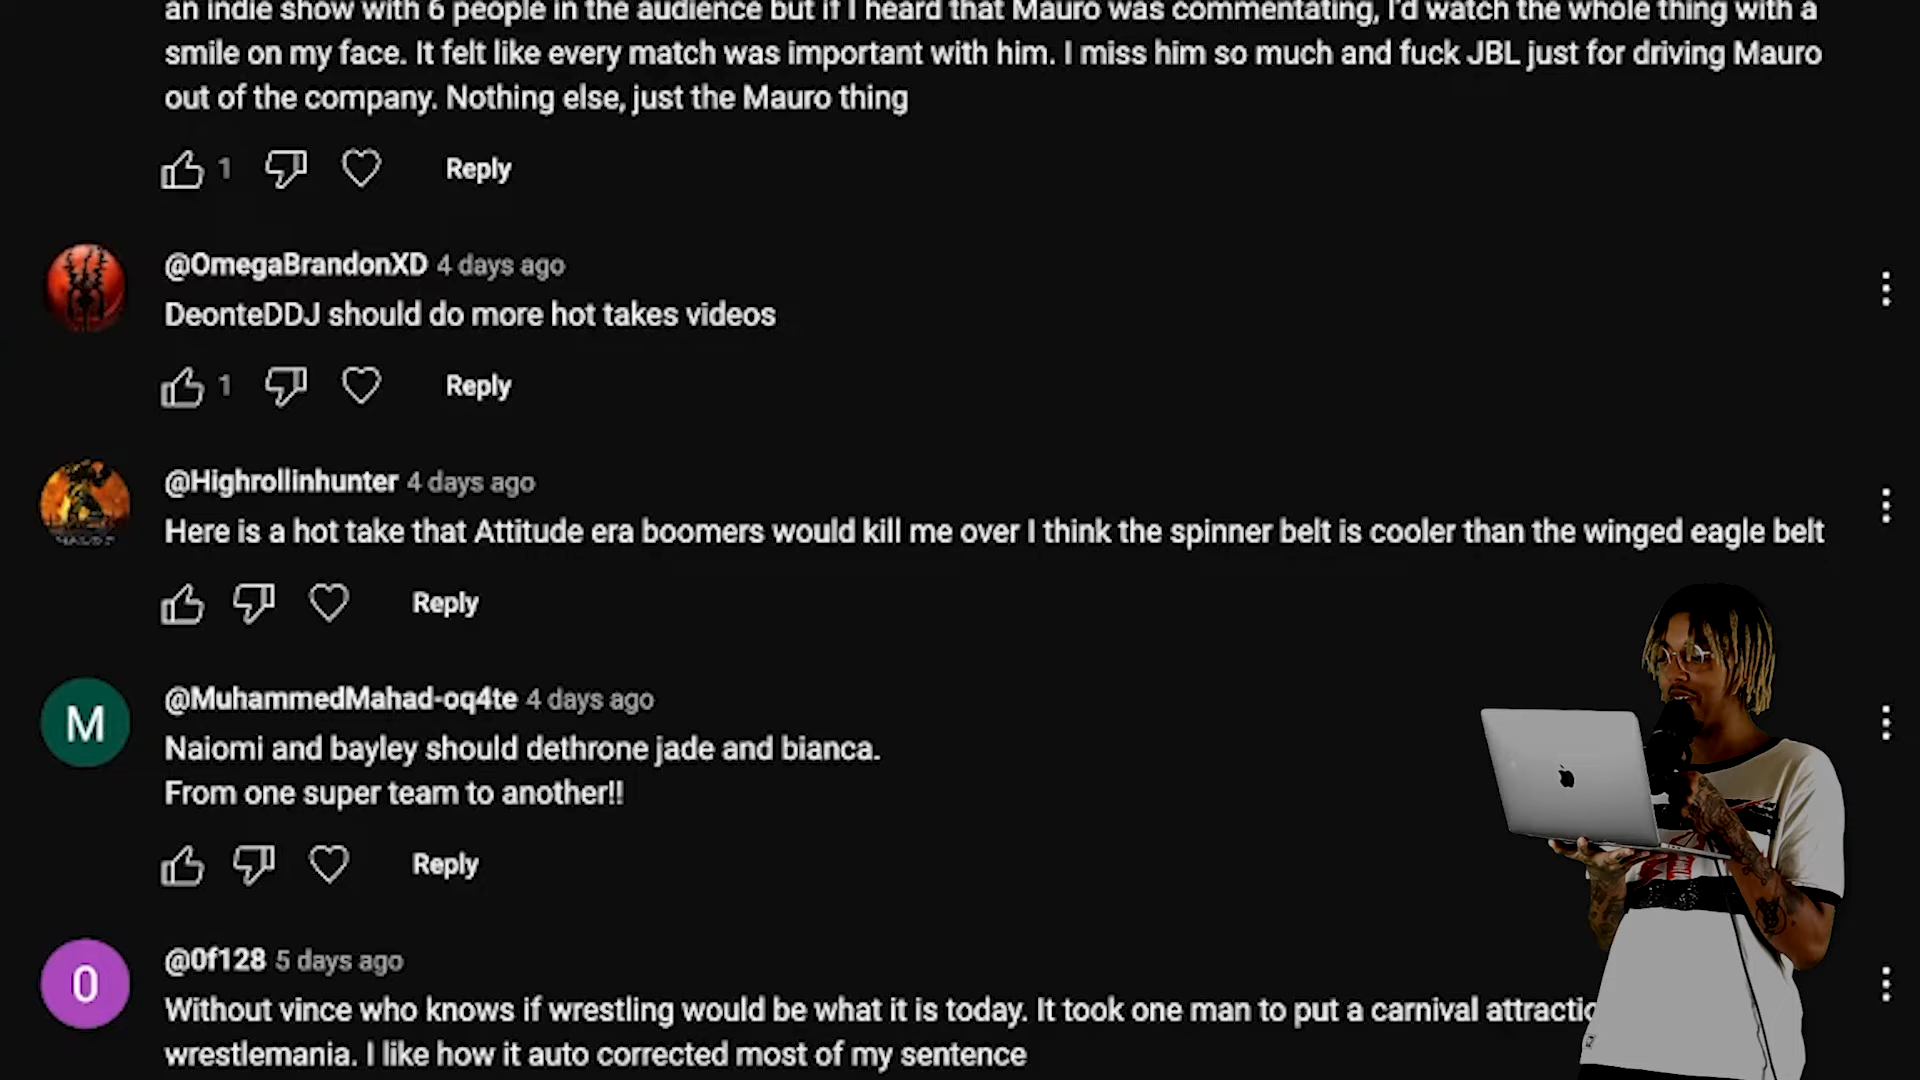 an indie show with 6 people in the audience but if I heard that Mauro was commentating, I'd watch the whole thing with a
smile on my face. It felt like every match was important with him. I miss him so much and fuck JBL just for driving Mauro
out of the company. Nothing else, just the Mauro thing
1 Reply
@OmegaBrandonXD 4 days ago
DeonteDDJ should do more hot takes videos
1 Reply
@Highrollinhunter 4 days ago
Here is a hot take that Attitude era boomers would kill me over I think the spinner belt is cooler than the winged eagle belt
Reply
M
@MuhammedMahad-oq4te 4 days ago
Naiomi and bayley should dethrone jade and bianca.
From one super team to another!!
Reply
0
@0f128 5 days ago
Without vince who knows if wrestling would be what it is today. It took one man to put a carnival
wrestlemania. I like how it auto corrected most of my sentence